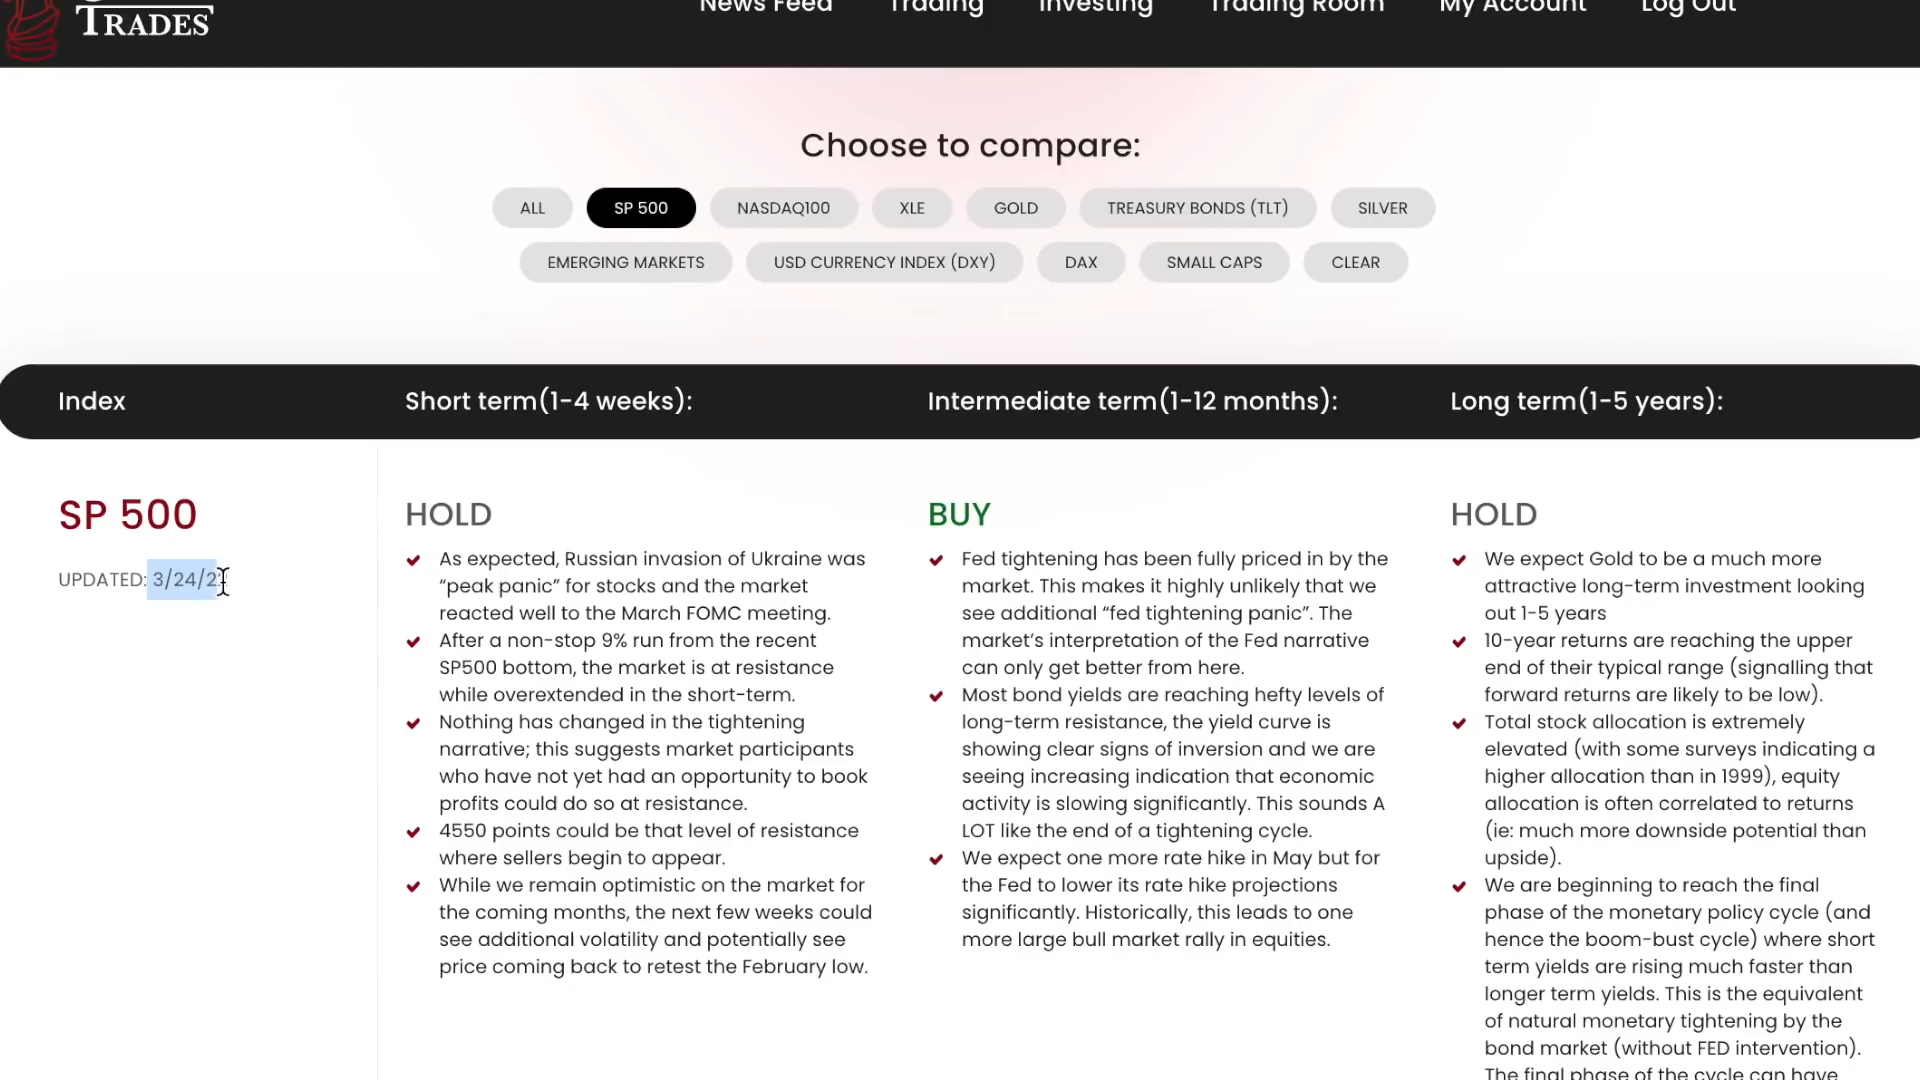 TRADES
News Feed Trading Investing Trading Room My Account Log Out
Choose to compare:
ALL SP 500 NASDAQ100 XLE GOLD TREASURY BONDS (TLT) SILVER
EMERGING MARKETS USD CURRENCY INDEX (DXY) DAX SMALL CAPS CLEAR
Index Short term(1-4 weeks): Intermediate term(1-12 months): Long term(1-5 years):
SP 500
UPDATED: 3/24/2
HOLD
As expected, Russian invasion of Ukraine was
“peak panic” for stocks and the market
reacted well to the March FOMC meeting.
After a non-stop 9% run from the recent
SP500 bottom, the market is at resistance
while overextended in the short-term.
Nothing has changed in the tightening
narrative; this suggests market participants
who have not yet had an opportunity to book
profits could do so at resistance.
4550 points could be that level of resistance
where sellers begin to appear.
While we remain optimistic on the market for
the coming months, the next few weeks could
see additional volatility and potentially see
price coming back to retest the February low.
BUY
Fed tightening has been fully priced in by the
market. This makes it highly unlikely that we
see additional “fed tightening panic”. The
market’s interpretation of the Fed narrative
can only get better from here.
Most bond yields are reaching hefty levels of
long-term resistance, the yield curve is
showing clear signs of inversion and we are
seeing increasing indication that economic
activity is slowing significantly. This sounds A
LOT like the end of a tightening cycle.
We expect one more rate hike in May but for
the Fed to lower its rate hike projections
significantly. Historically, this leads to one
more large bull market rally in equities.
HOLD
We expect Gold to be a much more
attractive long-term investment looking
out 1-5 years
10-year returns are reaching the upper
end of their typical range (signalling that
forward returns are likely to be low).
Total stock allocation is extremely
elevated (with some surveys indicating a
higher allocation than in 1999), equity
allocation is often correlated to returns
(ie: much more downside potential than
upside).
We are beginning to reach the final
phase of the monetary policy cycle (and
hence the boom-bust cycle) where short
term yields are rising much faster than
longer term yields. This is the equivalent
of natural monetary tightening by the
bond market (without FED intervention).
The final phase of the cycle can have